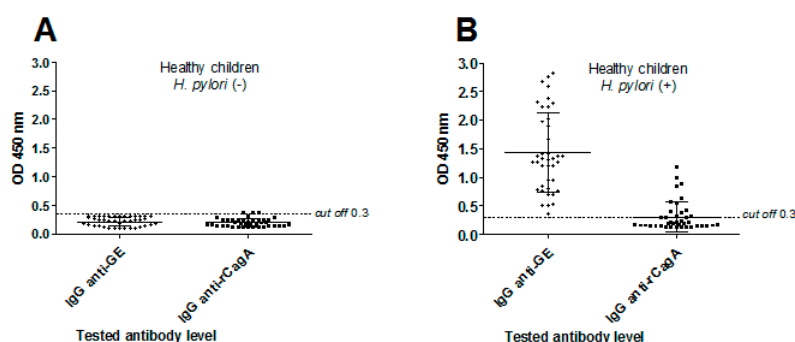 A
Healthy children
H. pylori (-)
3.0
2.5
2.0
1.5
1.0
0.5
0.0
OD 450 nm
cut off 0.3
IgG anti-GE
IgG anti-rCagA
Tested antibody level
B
Healthy children
H. pylori (+)
3.0
2.5
2.0
1.5
1.0
0.5
0.0
OD 450 nm
cut off 0.3
IgG anti-GE
IgG anti-rCagA
Tested antibody level